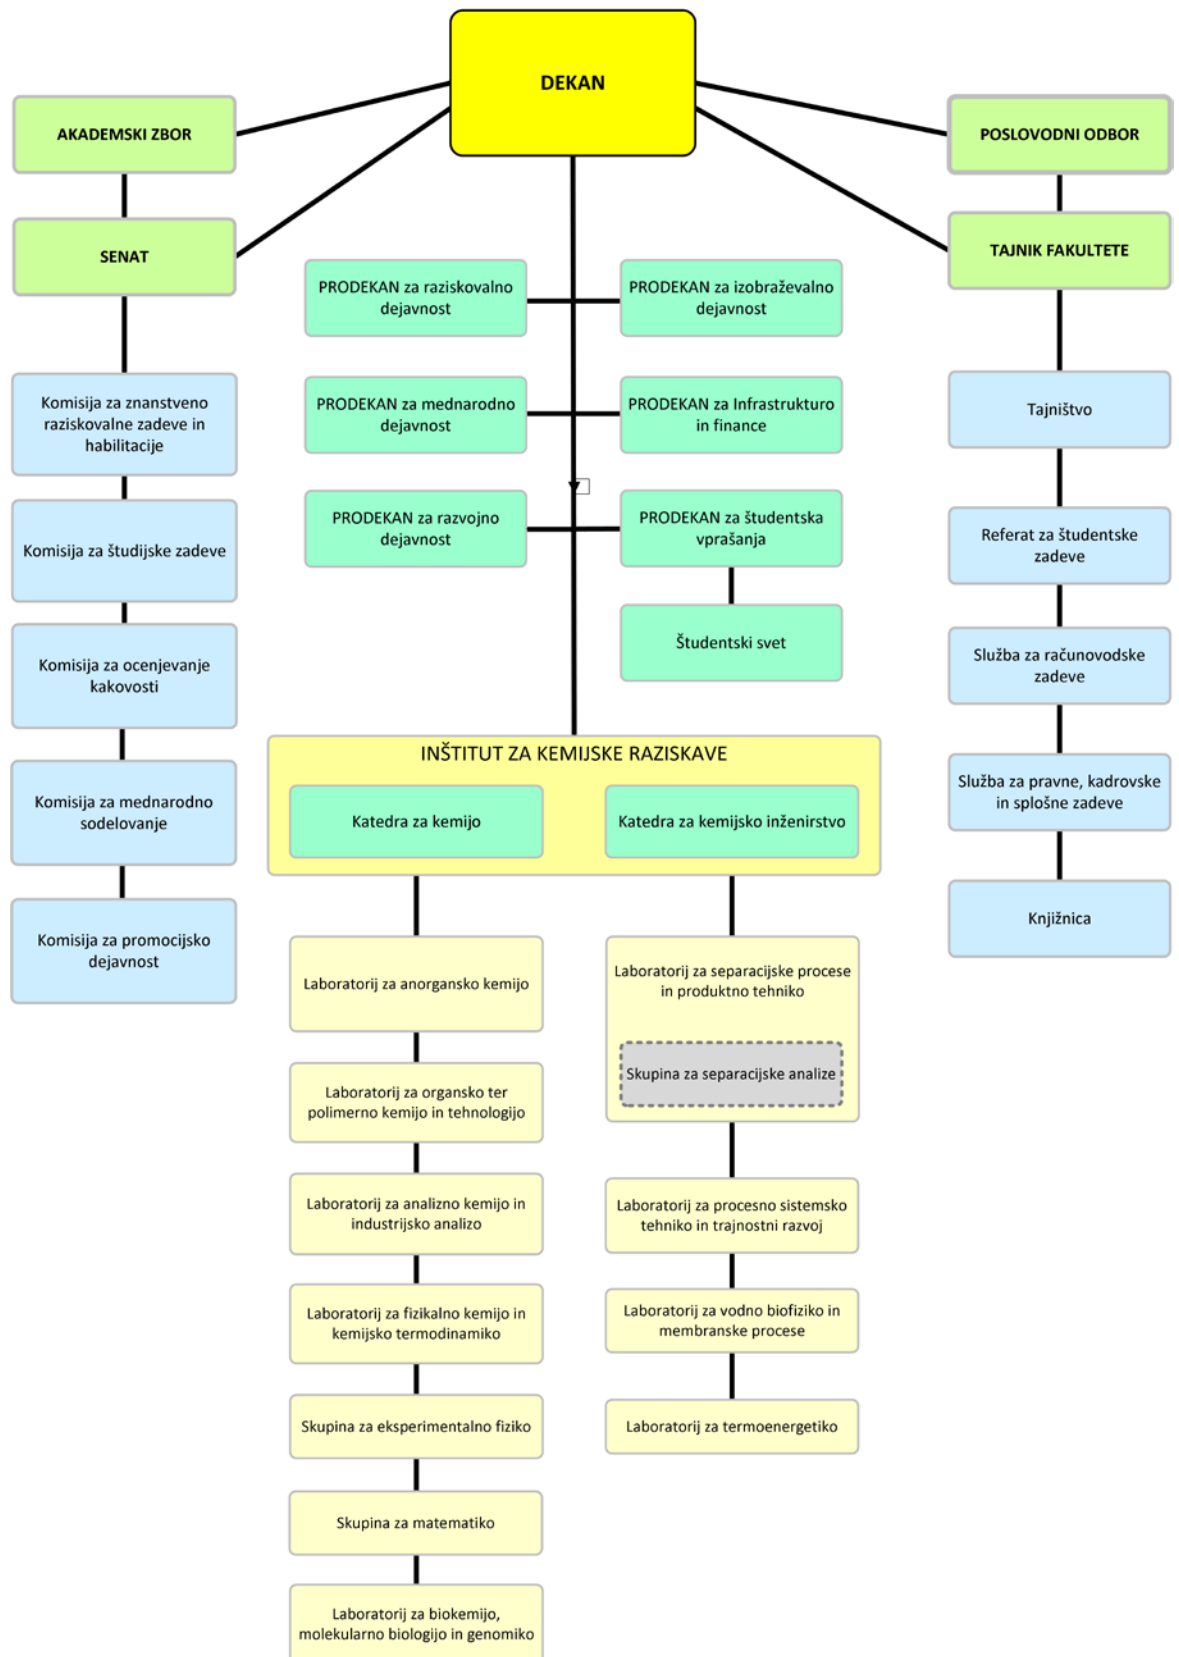 DEKAN
AKADEMSKI ZBOR
SENAT
Komisija za znanstveno
raziskovalne zadeve in
habilitacije
Komisija za študijske zadeve
Komisija za ocenjevanje
kakovosti
Komisija za mednarodno
sodelovanje
Komisija za promocijsko
dejavnost
PRODEKAN za raziskovalno
dejavnost
PRODEKAN za izobraževalno
dejavnost
PRODEKAN za mednarodno
dejavnost
PRODEKAN za Infrastrukturo
in finance
PRODEKAN za razvojno
dejavnost
PRODEKAN za študentska
vprašanja
Študentski svet
POSLOVODNI ODBOR
TAJNIK FAKULTETE
Tajništvo
Referat za študentske
zadeve
Služba za računovodske
zadeve
Služba za pravne, kadrovske
in splošne zadeve
Knjižnica
INŠTITUT ZA KEMIJSKE RAZISKAVE
Katedra za kemijo
Katedra za kemijsko inženirstvo
Laboratorij za anorgansko kemijo
Laboratorij za organsko ter
polimerno kemijo in tehnologijo
Laboratorij za analizno kemijo in
industrijsko analizo
Laboratorij za fizikalno kemijo in
kemijsko termodinamiko
Skupina za eksperimentalno fiziko
Skupina za matematiko
Laboratorij za biokemijo,
molekularno biologijo in genomiko
Laboratorij za separacijske procese
in produktno tehniko
Skupina za separacijske analize
Laboratorij za procesno sistemsko
tehniko in trajnostni razvoj
Laboratorij za vodno biofiziko in
membranske procese
Laboratorij za termoenergetiko